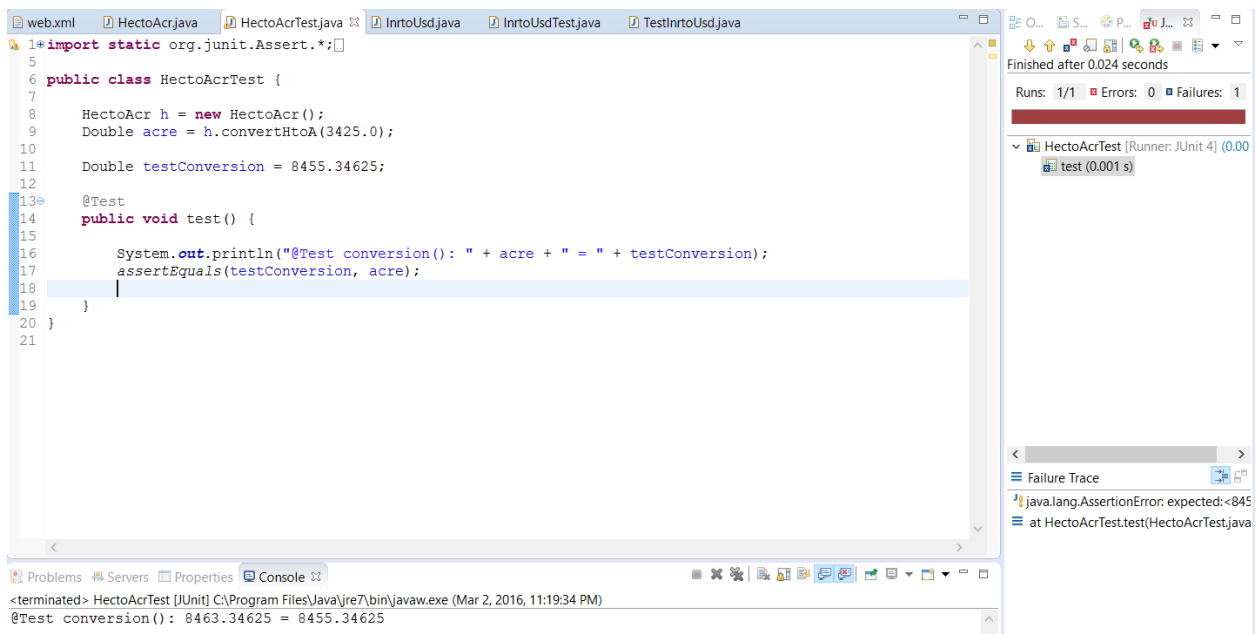 web.xml HectoAcr.java HectoAcrTest.java InrtoUsd.java InrtoUsdTest.java TestInrtoUsd.java
1 import static org.junit.Assert.*;
5
6 public class HectoAcrTest {
7
8 HectoAcr h = new HectoAcr();
9 Double acre = h.convertHtoA(3425.0);
10
11 Double testConversion = 8455.34625;
12
13 @Test
14 public void test() {
15
16 System.out.println("@Test conversion(): " + acre + " = " + testConversion);
17 assertEquals(testConversion, acre);
18
19 }
20 }
21
O... S... P... J...
Finished after 0.024 seconds
Runs: 1/1 Errors: 0 Failures: 1
HectoAcrTest [Runner: JUnit 4] (0.00
test (0.001 s)
Failure Trace
java.lang.AssertionError: expected:<845
at HectoAcrTest.test(HectoAcrTest.java
Problems Servers Properties Console
<terminated> HectoAcrTest [JUnit] C:\Program Files\Java\jre7\bin\javaw.exe (Mar 2, 2016, 11:19:34 PM)
@Test conversion(): 8463.34625 = 8455.34625